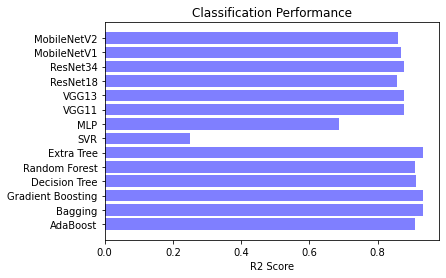 Classification Performance
MobileNetV2
MobileNetV1
ResNet34
ResNet18
VGG13
VGG11
MLP
SVR
Extra Tree
Random Forest
Decision Tree
Gradient Boosting
Bagging
AdaBoost
0.0 0.2 0.4 0.6 0.8
R2 Score